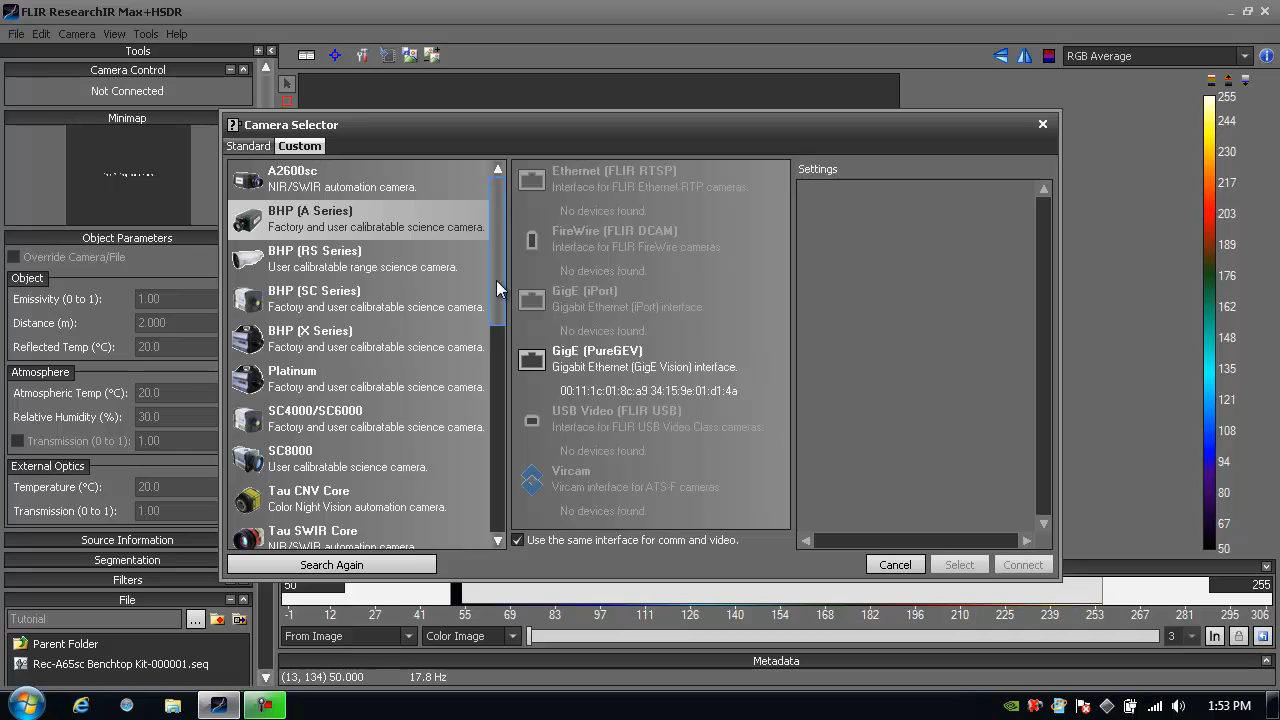 FLIR ResearchIR Max+HSDR
File Edit Camera View Tools Help
Tools
RGB Average
Camera Control
Not Connected
Minimap
Object Parameters
Override Camera/File
Object
Emissivity (0 to 1): 1.00
Distance (m): 2.000
Reflected Temp (°C): 20.0
Atmosphere
Atmospheric Temp (°C): 20.0
Relative Humidity (%): 30.0
Transmission (0 to 1): 1.00
External Optics
Temperature (°C): 20.0
Transmission (0 to 1): 1.00
Source Information
Segmentation
Filters
File
Tutorial ...
Parent Folder
Rec-A65sc Benchtop Kit-000001.seq
Camera Selector
Standard Custom
A2600sc
NIR/SWIR automation camera.
BHP (A Series)
Factory and user calibratable science camera.
BHP (RS Series)
User calibratable range science camera.
BHP (SC Series)
Factory and user calibratable science camera.
BHP (X Series)
Factory and user calibratable science camera.
Platinum
Factory and user calibratable science camera.
SC4000/SC6000
Factory and user calibratable science camera.
SC8000
User calibratable science camera.
Tau CNV Core
Color Night Vision automation camera.
Tau SWIR Core
NIR/SWIR automation camera.
Search Again
Ethernet (FLIR RTSP)
Interface for FLIR Ethernet RTP cameras.
No devices found.
FireWire (FLIR DCAM)
Interface for FLIR FireWire cameras
No devices found.
GigE (iPort)
Gigabit Ethernet (iPort) interface.
No devices found.
GigE (PureGEV)
Gigabit Ethernet (GigE Vision) interface.
00:11:1c:01:8c:a9 34:15:9e:01:d1:4a
USB Video (FLIR USB)
Interface for FLIR USB Video Class cameras.
No devices found.
Vircam
Vircam interface for ATS-F cameras
No devices found.
Use the same interface for comm and video.
Settings
Cancel Select Connect
255
244
230
217
203
190
176
163
149
135
121
108
94
80
67
50
50 255
-1 12 27 41 55 69 83 97 111 126 140 154 168 182 196 210 225 239 253 267 281 295 306
From Image Color Image 3 In
Metadata
(13, 134) 50.000 17.8 Hz
1:53 PM